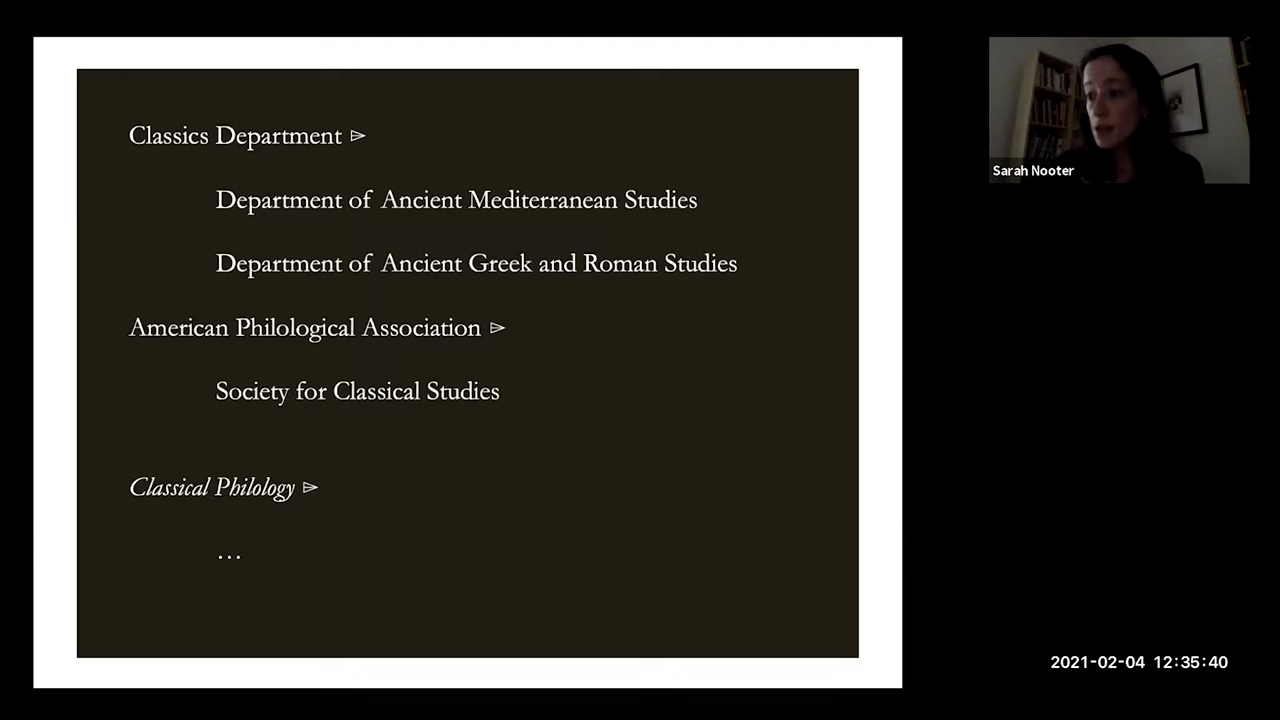 Classics Department ⩥
Department of Ancient Mediterranean Studies
Department of Ancient Greek and Roman Studies
American Philological Association ⩥
Society for Classical Studies
Classical Philology ⩥
…
Sarah Nooter
2021-02-04 12:35:40